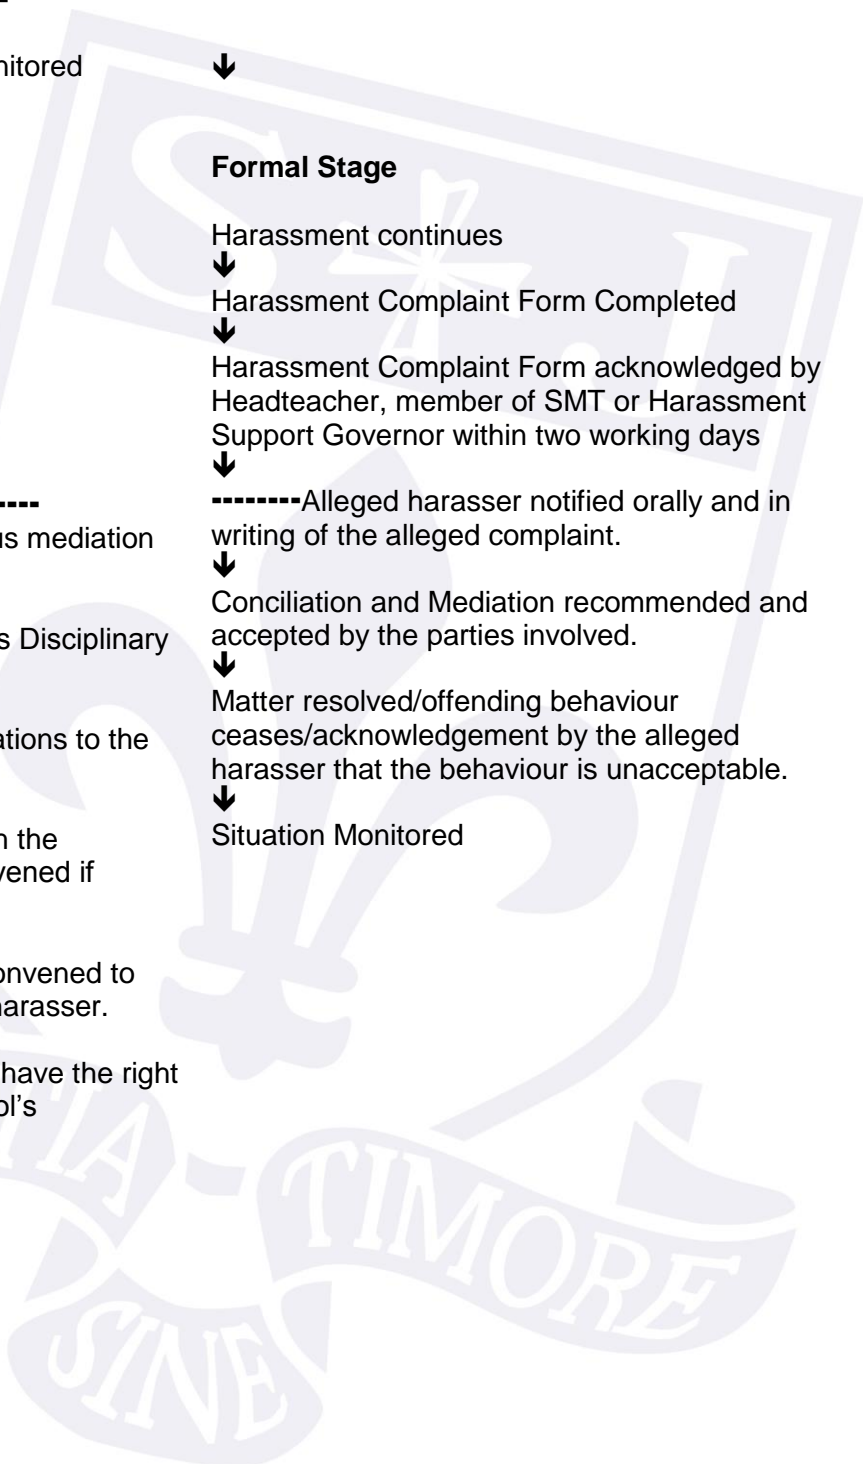 nitored
us mediation
s Disciplinary
ations to the
n the
vened if
onvened to
harasser.
have the right
ol's
↓
Formal Stage
Harassment continues
↓
Harassment Complaint Form Completed
↓
Harassment Complaint Form acknowledged by
Headteacher, member of SMT or Harassment
Support Governor within two working days
↓
--------Alleged harasser notified orally and in
writing of the alleged complaint.
↓
Conciliation and Mediation recommended and
accepted by the parties involved.
↓
Matter resolved/offending behaviour
ceases/acknowledgement by the alleged
harasser that the behaviour is unacceptable.
↓
Situation Monitored
S J
TIA - TIMORE
SINE